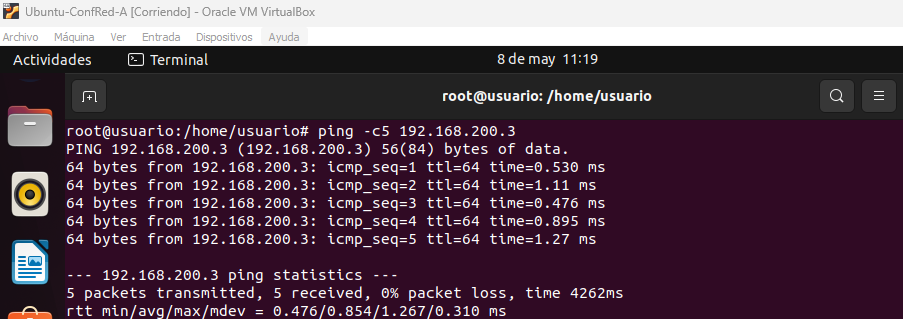 Ubuntu-ConfRed-A [Corriendo] - Oracle VM VirtualBox
Archivo Máquina Ver Entrada Dispositivos Ayuda
Actividades Terminal 8 de may 11:19
root@usuario: /home/usuario
root@usuario:/home/usuario# ping -c5 192.168.200.3
PING 192.168.200.3 (192.168.200.3) 56(84) bytes of data.
64 bytes from 192.168.200.3: icmp_seq=1 ttl=64 time=0.530 ms
64 bytes from 192.168.200.3: icmp_seq=2 ttl=64 time=1.11 ms
64 bytes from 192.168.200.3: icmp_seq=3 ttl=64 time=0.476 ms
64 bytes from 192.168.200.3: icmp_seq=4 ttl=64 time=0.895 ms
64 bytes from 192.168.200.3: icmp_seq=5 ttl=64 time=1.27 ms
--- 192.168.200.3 ping statistics ---
5 packets transmitted, 5 received, 0% packet loss, time 4262ms
rtt min/avg/max/mdev = 0.476/0.854/1.267/0.310 ms